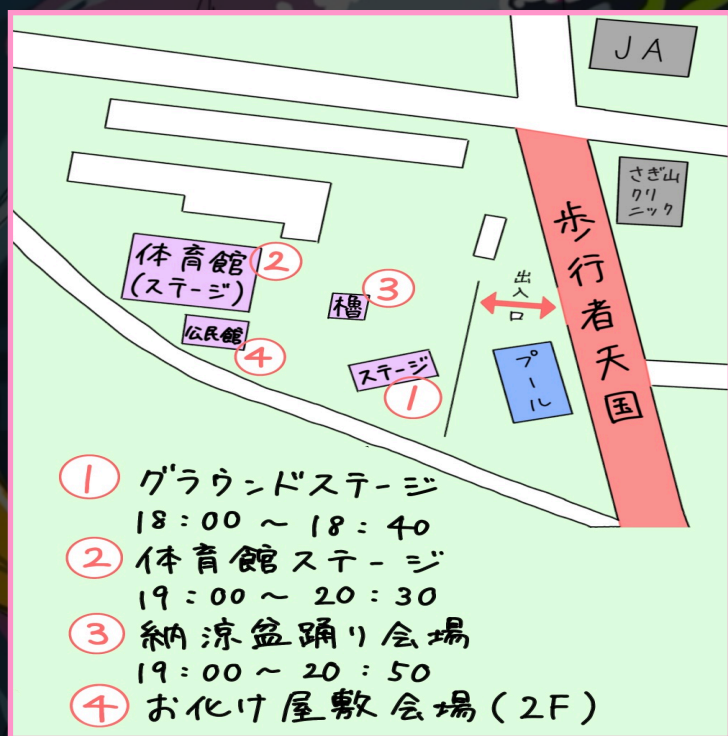 JA
さぎ山
クリ
ニック
歩行者天国
体育館
(ステージ)
②
③
櫓
出入口
公民館
④
ステージ
①
プール
① グラウンドステージ
18:00～18:40
② 体育館ステージ
19:00～20:30
③ 納涼盆踊り会場
19:00～20:50
④ お化け屋敷会場(2F)